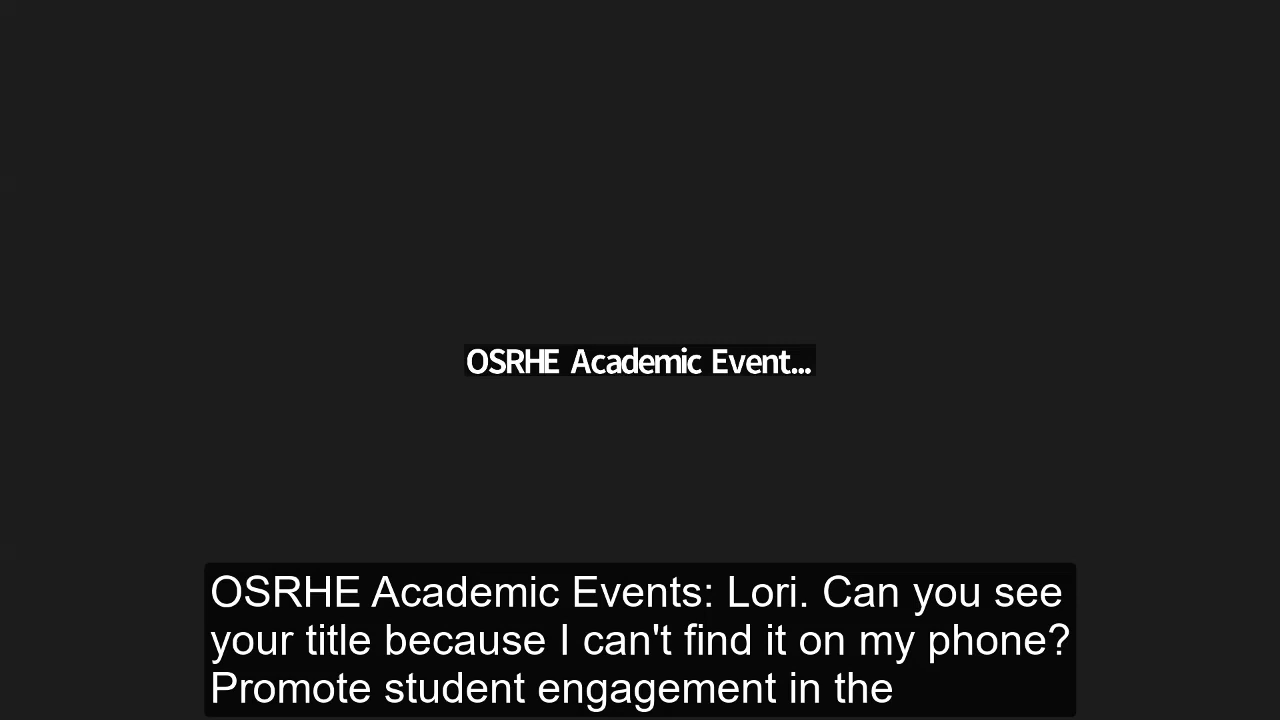 OSRHE Academic Event...
OSRHE Academic Events: Lori. Can you see
your title because I can't find it on my phone?
Promote student engagement in the